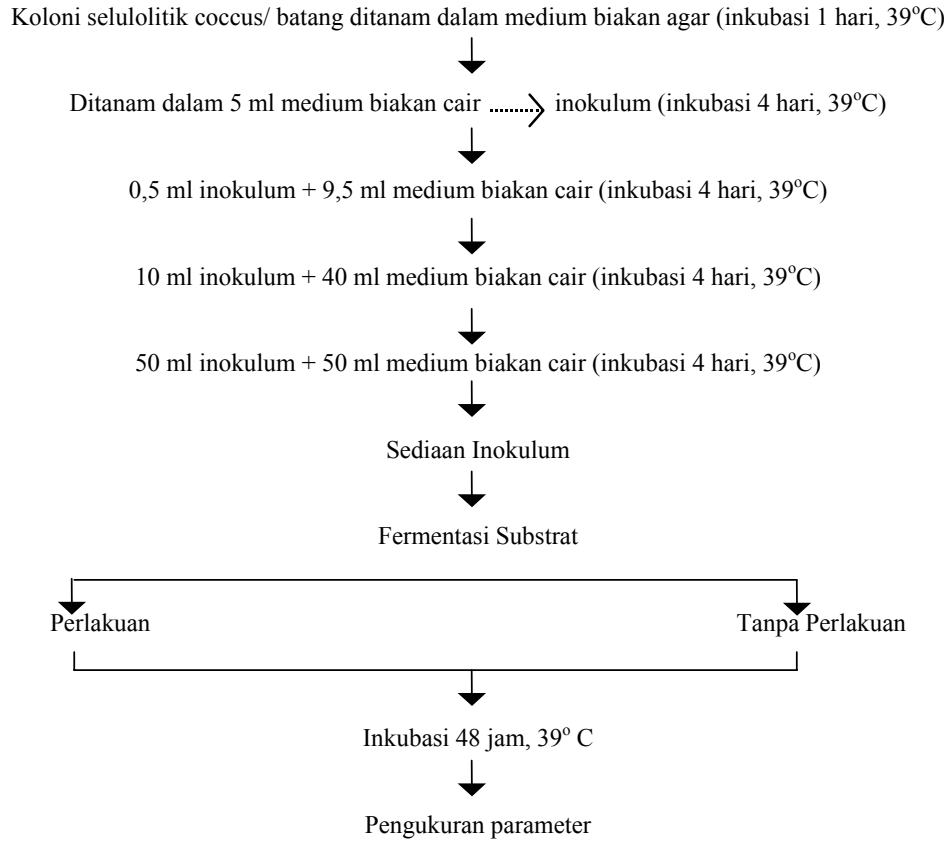 Koloni selulolitik coccus/ batang ditanam dalam medium biakan agar (inkubasi 1 hari, 39°C)
Ditanam dalam 5 ml medium biakan cair inokulum (inkubasi 4 hari, 39°C)
0,5 ml inokulum + 9,5 ml medium biakan cair (inkubasi 4 hari, 39°C)
10 ml inokulum + 40 ml medium biakan cair (inkubasi 4 hari, 39°C)
50 ml inokulum + 50 ml medium biakan cair (inkubasi 4 hari, 39°C)
Sediaan Inokulum
Fermentasi Substrat
Perlakuan Tanpa Perlakuan
Inkubasi 48 jam, 39° C
Pengukuran parameter